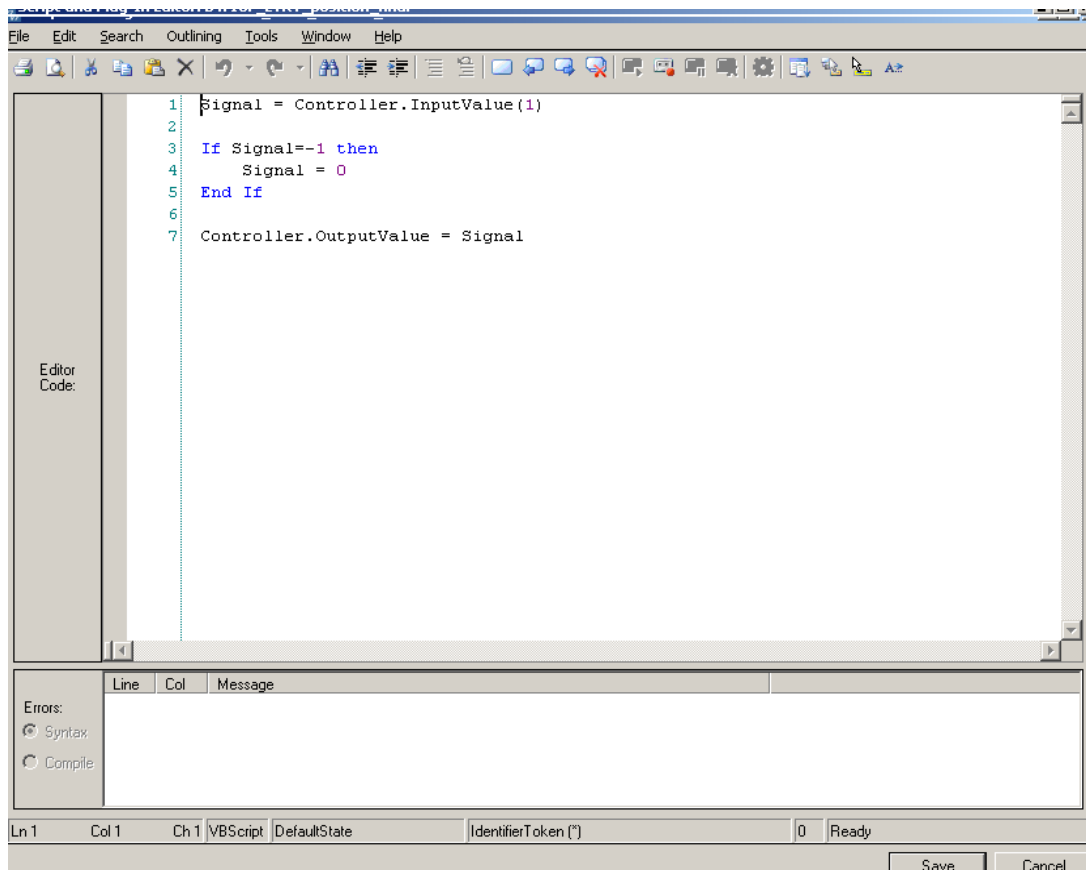 File Edit Search Outlining Tools Window Help
1 Signal = Controller.InputValue(1)
2
3 If Signal=-1 then
4 Signal = 0
5 End If
6
7 Controller.OutputValue = Signal
Editor
Code:
Line Col Message
Errors:
Syntax
Compile
Ln 1 Col 1 Ch 1 VBScript DefaultState IdentifierToken (*) 0 Ready
Save Cancel